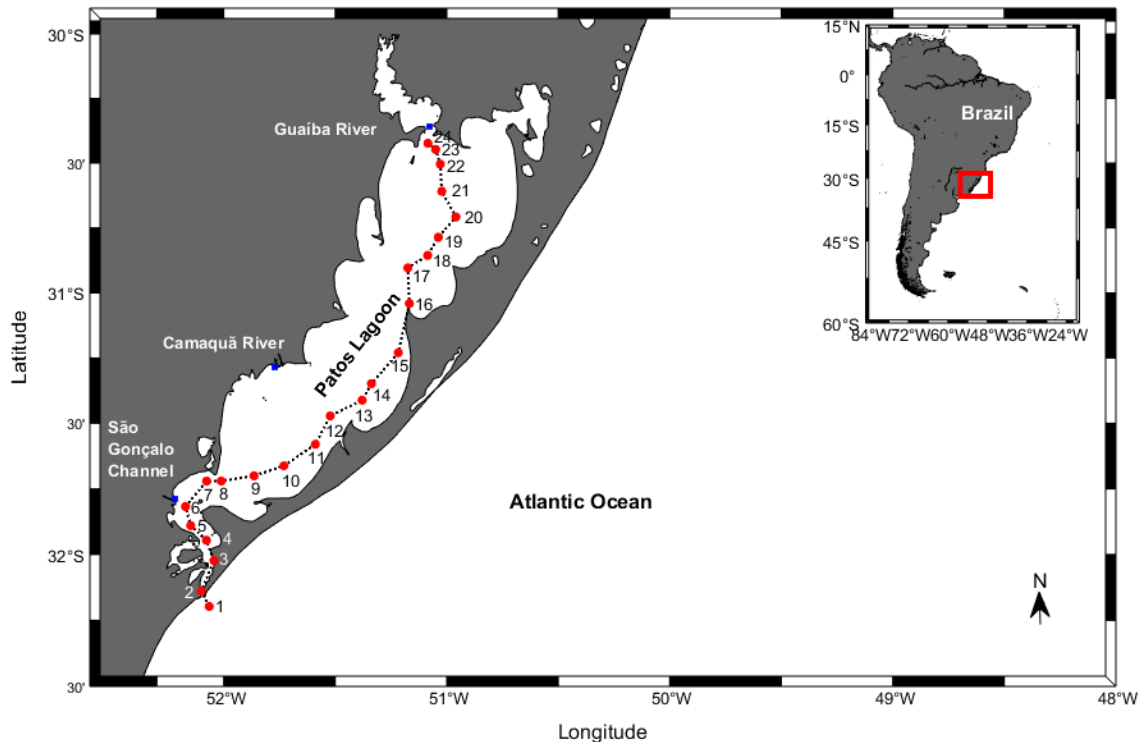 30°S
30'
31°S
30'
32°S
30'
Latitude
52°W
51°W
50°W
49°W
48°W
Longitude
Guaíba River
Camaquã River
São
Gonçalo
Channel
Patos Lagoon
Atlantic Ocean
N
24
23
22
21
20
19
18
17
16
15
14
13
12
11
10
9
8
7
6
5
4
3
2
1
15°N
0°
15°S
30°S
45°S
60°S
84°W72°W60°W48°W36°W24°W
Brazil